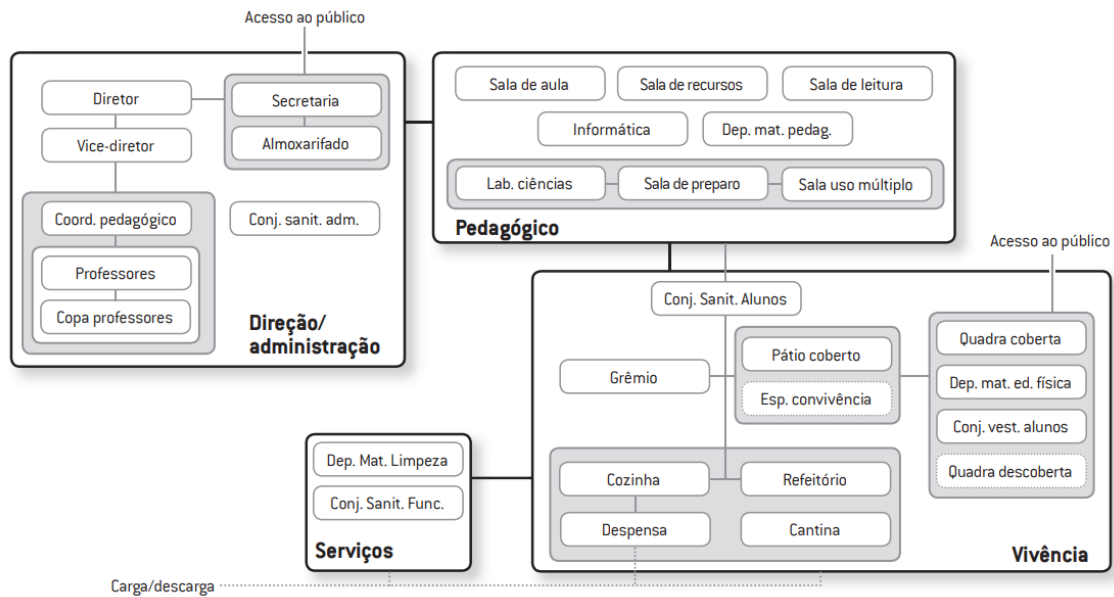 Acesso ao público
Diretor
Secretaria
Vice-diretor
Almoxarifado
Coord. pedagógico
Conj. sanit. adm.
Professores
Copa professores
Direção/
administração
Sala de aula
Sala de recursos
Sala de leitura
Informática
Dep. mat. pedag.
Lab. ciências
Sala de preparo
Sala uso múltiplo
Pedagógico
Acesso ao público
Conj. Sanit. Alunos
Grêmio
Pátio coberto
Esp. convivência
Quadra coberta
Dep. mat. ed. física
Conj. vest. alunos
Quadra descoberta
Cozinha
Refeitório
Despensa
Cantina
Vivência
Dep. Mat. Limpeza
Conj. Sanit. Func.
Serviços
Carga/descarga